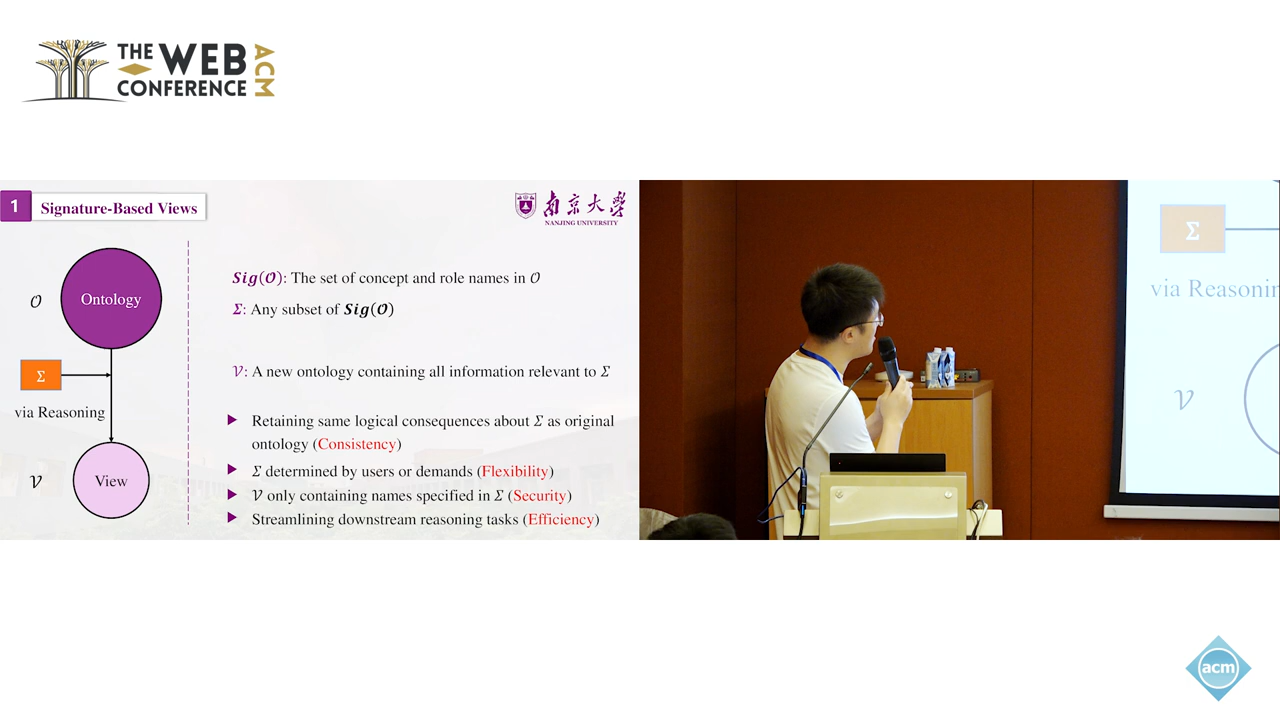 THE WEB CONFERENCE ACM
1 Signature-Based Views
南京大學
NANJING UNIVERSITY
𝒪
Ontology
Σ
via Reasoning
𝒱
View
Sig(𝒪): The set of concept and role names in 𝒪
Σ: Any subset of Sig(𝒪)
𝒱: A new ontology containing all information relevant to Σ
▶ Retaining same logical consequences about Σ as original
ontology (Consistency)
▶ Σ determined by users or demands (Flexibility)
▶ 𝒱 only containing names specified in Σ (Security)
▶ Streamlining downstream reasoning tasks (Efficiency)
Σ
via Reasonin
𝒱
acm